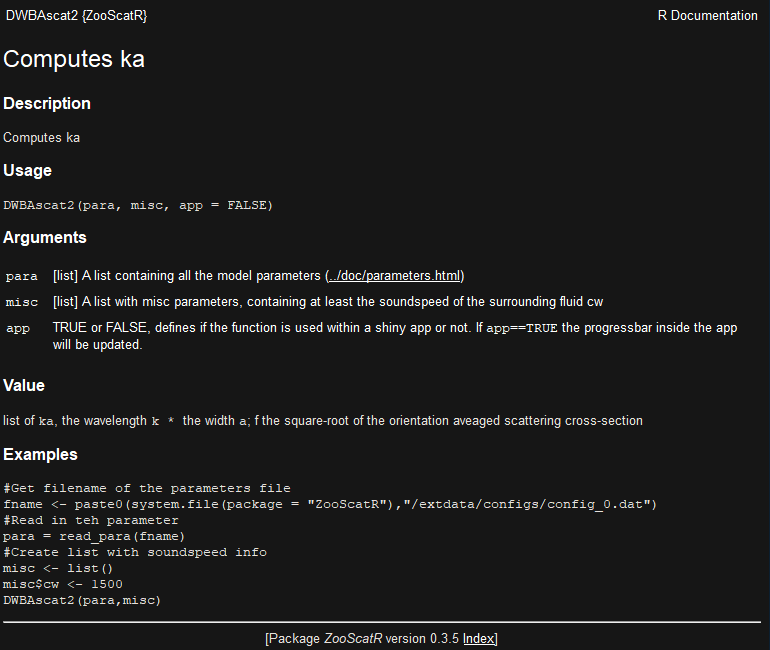 DWBAscat2 {ZooScatR} R Documentation
Computes ka
Description
Computes ka
Usage
DWBAscat2(para, misc, app = FALSE)
Arguments
para [list] A list containing all the model parameters (../doc/parameters.html)
misc [list] A list with misc parameters, containing at least the soundspeed of the surrounding fluid cw
app TRUE or FALSE, defines if the function is used within a shiny app or not. If app==TRUE the progressbar inside the app
will be updated.
Value
list of ka, the wavelength k * the width a; f the square-root of the orientation aveaged scattering cross-section
Examples
#Get filename of the parameters file
fname <- paste0(system.file(package = "ZooScatR"),"/extdata/configs/config_0.dat")
#Read in teh parameter
para = read_para(fname)
#Create list with soundspeed info
misc <- list()
misc$cw <- 1500
DWBAscat2(para,misc)
[Package ZooScatR version 0.3.5 Index]